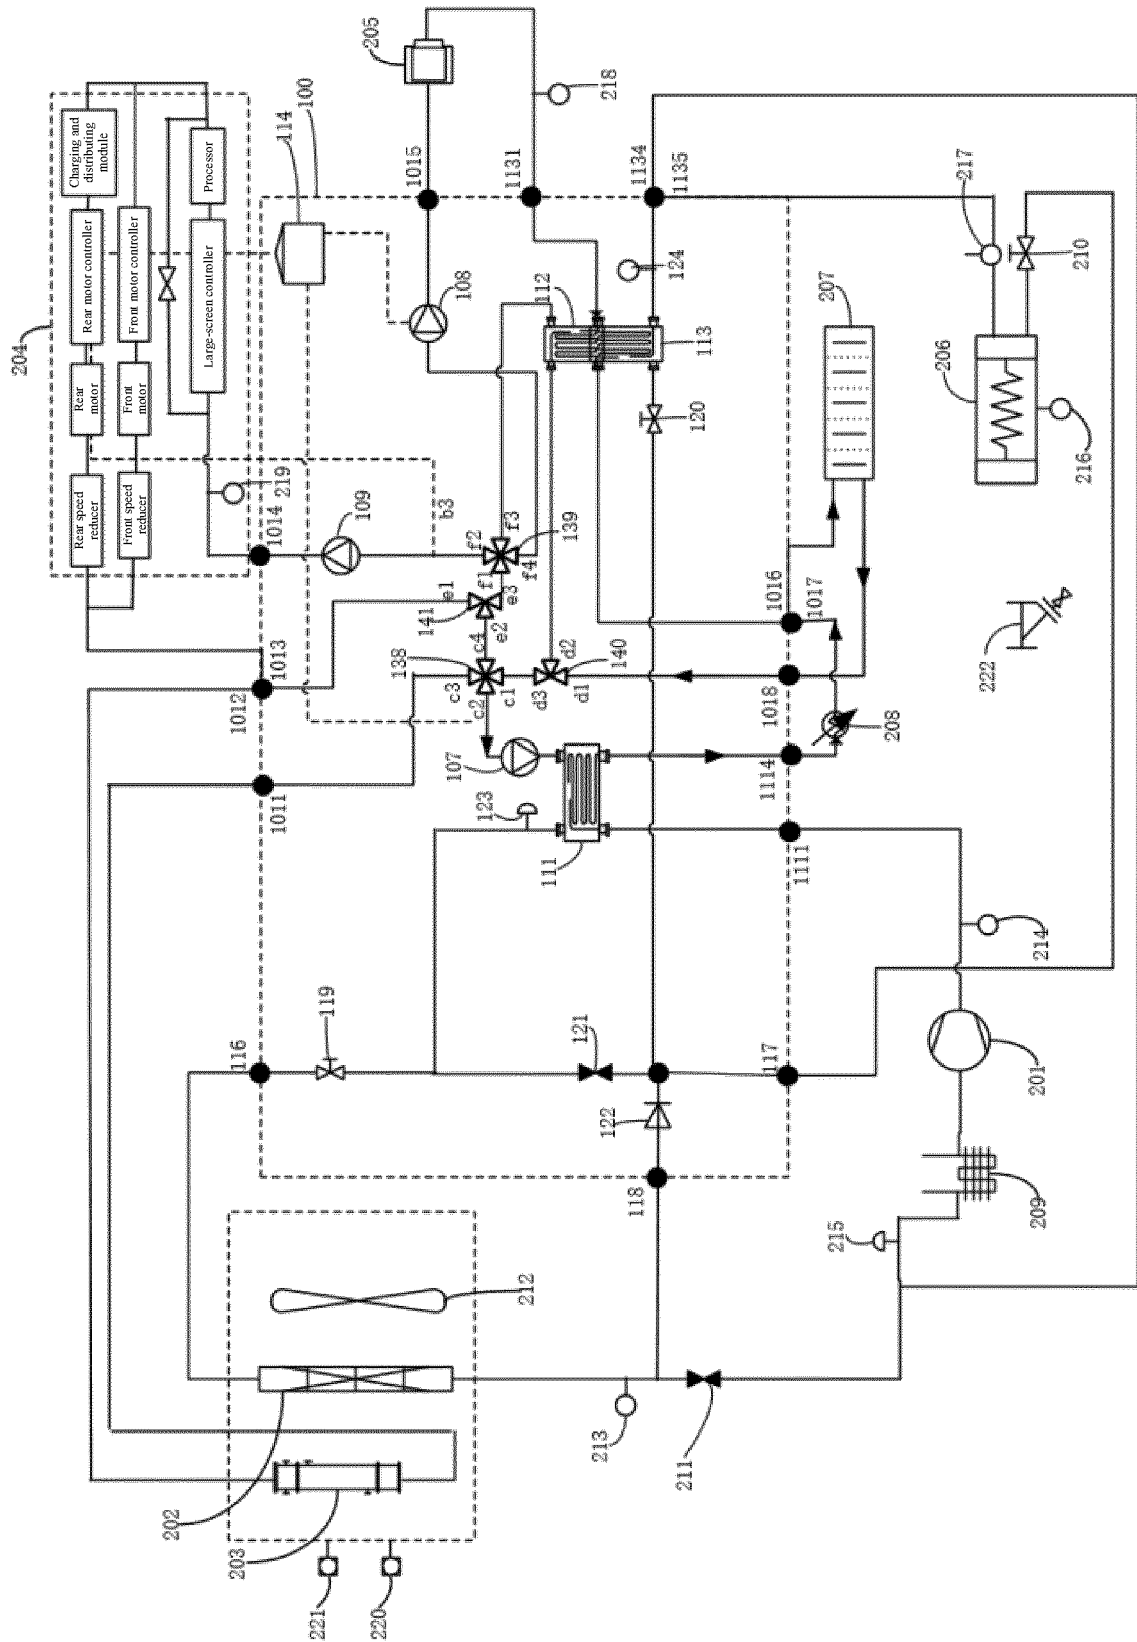 204
Rear speed
reducer
Rear
motor
Rear motor controller
Charging and
distributing
module
Front speed
reducer
Front
motor
Front motor controller
Large-screen controller
Processor
219
205
218
100
114
1015
1131
1134
1135
217
210
108
124
112
113
207
120
206
216
1014
109
b3
f3
f2
f1
f4
139
e1
e3
e2
141
1013
1012
138
c4
c3
c2
c1
d2
d3
d1
140
1016
1017
1018
222
208
107
1114
1011
123
111
1111
214
119
116
121
117
201
122
118
215
209
212
213
211
202
203
221
220